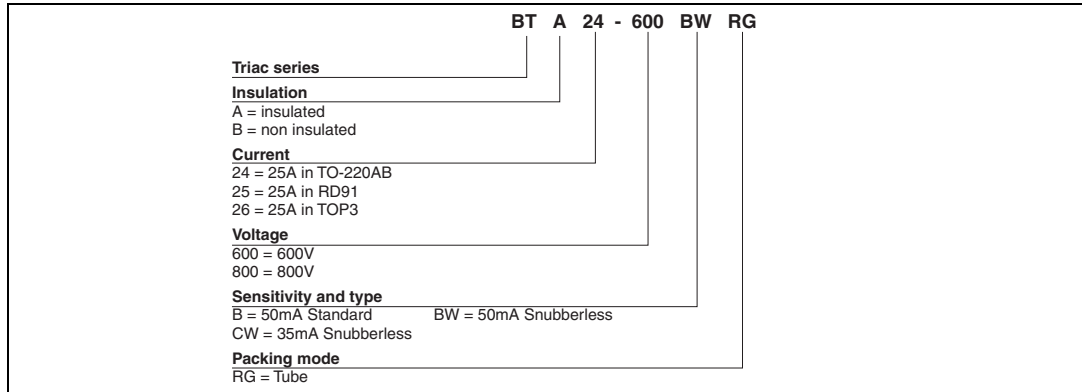 BT A 24 - 600 BW RG
Triac series
Insulation
A = insulated
B = non insulated
Current
24 = 25A in TO-220AB
25 = 25A in RD91
26 = 25A in TOP3
Voltage
600 = 600V
800 = 800V
Sensitivity and type
B = 50mA Standard BW = 50mA Snubberless
CW = 35mA Snubberless
Packing mode
RG = Tube